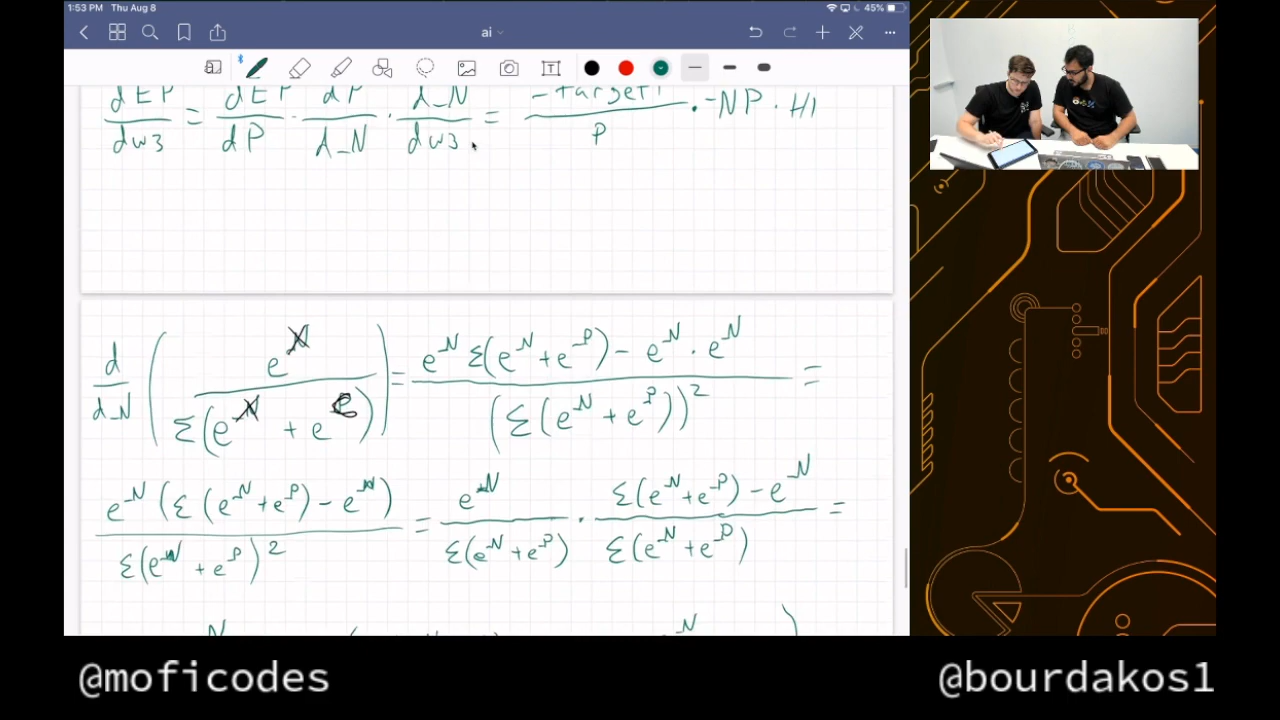 1:53 PM Thu Aug 8
45%
ai
dEP/dw3 = dEP/dP · dP/d_N · d_N/dw3 = -target1/P · -NP · H1
d/d_N (e^N / Σ(e^-N + e^P)) = (e^-N Σ(e^-N + e^-P) - e^-N · e^-N) / (Σ(e^-N + e^-P))^2 =
e^-N (Σ(e^-N + e^-P) - e^-N) / Σ(e^-N + e^-P)^2 = e^-N / Σ(e^-N + e^-P) · (Σ(e^-N + e^-P) - e^-N) / Σ(e^-N + e^-P) =
@moficodes
@bourdakos1